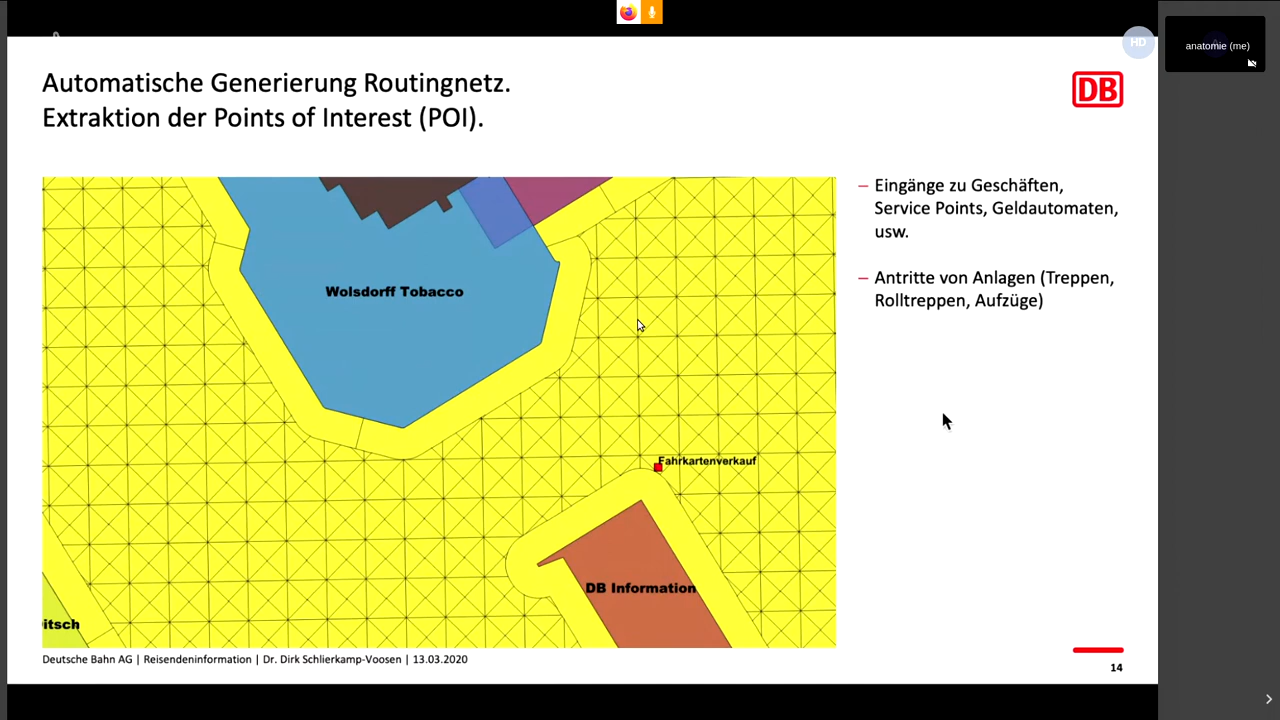 HD
anatomie (me)
Automatische Generierung Routingnetz.
Extraktion der Points of Interest (POI).
DB
– Eingänge zu Geschäften,
Service Points, Geldautomaten,
usw.
– Antritte von Anlagen (Treppen,
Rolltreppen, Aufzüge)
Wolsdorff Tobacco
Fahrkartenverkauf
DB Information
itsch
Deutsche Bahn AG | Reisendeninformation | Dr. Dirk Schlierkamp-Voosen | 13.03.2020
14